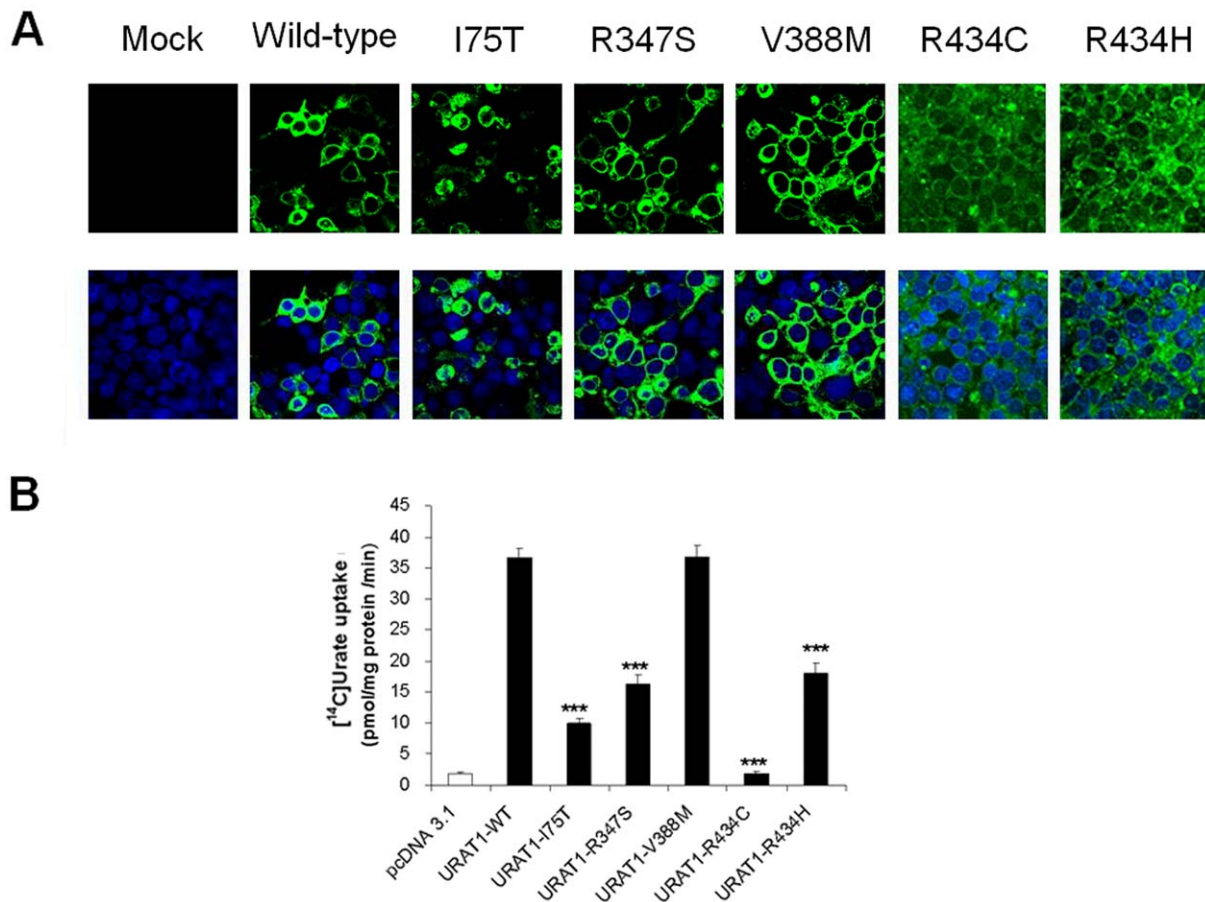 A
Mock Wild-type I75T R347S V388M R434C R434H
B
[¹⁴C]Urate uptake
(pmol/mg protein /min)
45
40
35
30
25
20
15
10
5
0
***
***
***
***
pcDNA 3.1
URAT1-WT
URAT1-I75T
URAT1-R347S
URAT1-V388M
URAT1-R434C
URAT1-R434H